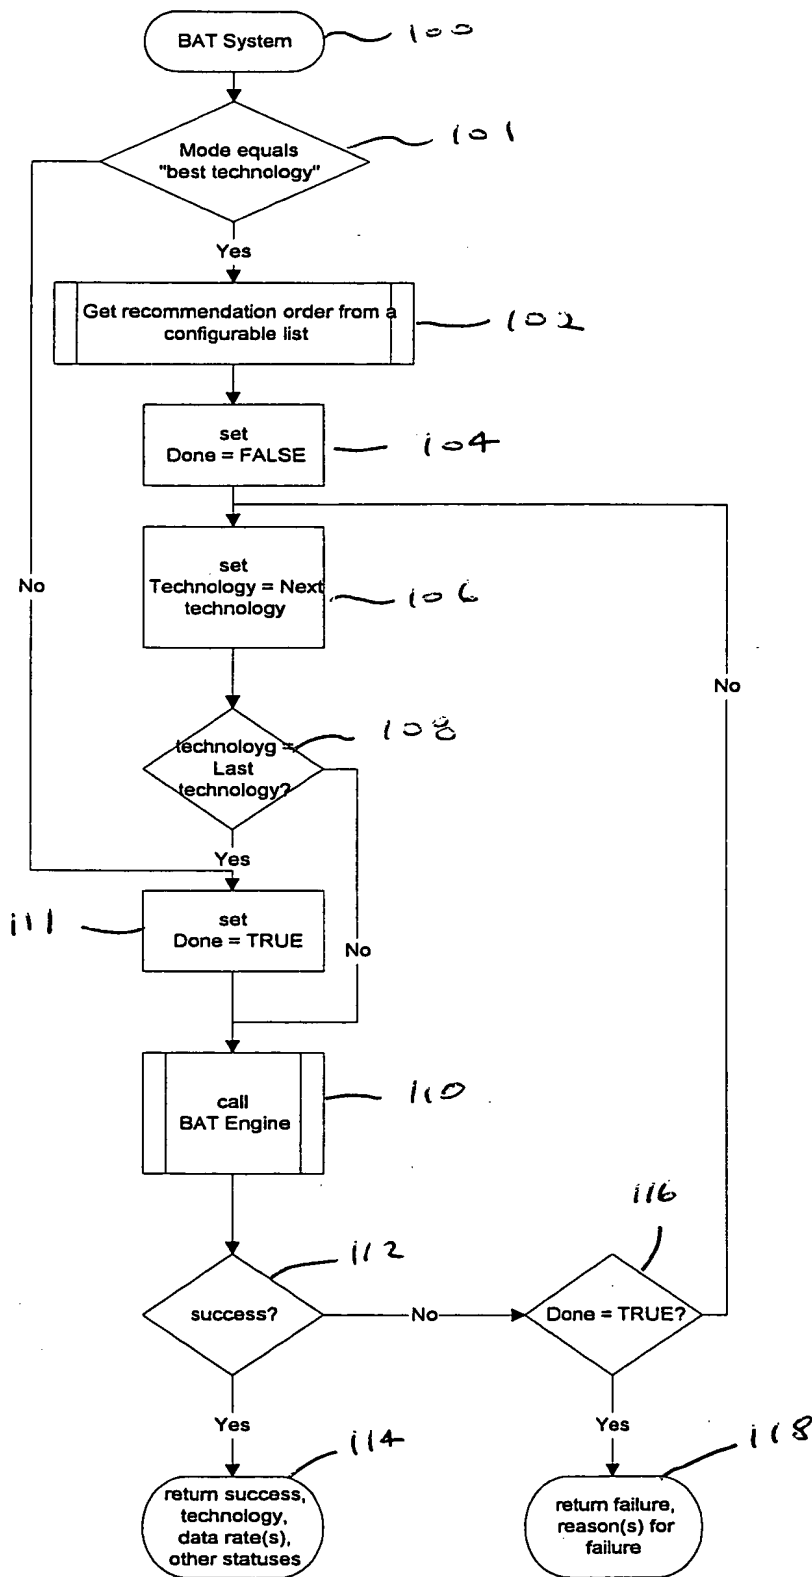 BAT System
100
Mode equals
"best technology"
101
Yes
Get recommendation order from a
configurable list
102
set
Done = FALSE
104
No
set
Technology = Next
technology
106
No
technoloyg =
Last
technology?
108
Yes
111
set
Done = TRUE
No
call
BAT Engine
110
success?
112
No
Done = TRUE?
116
Yes
Yes
return success,
technology,
data rate(s),
other statuses
114
return failure,
reason(s) for
failure
118